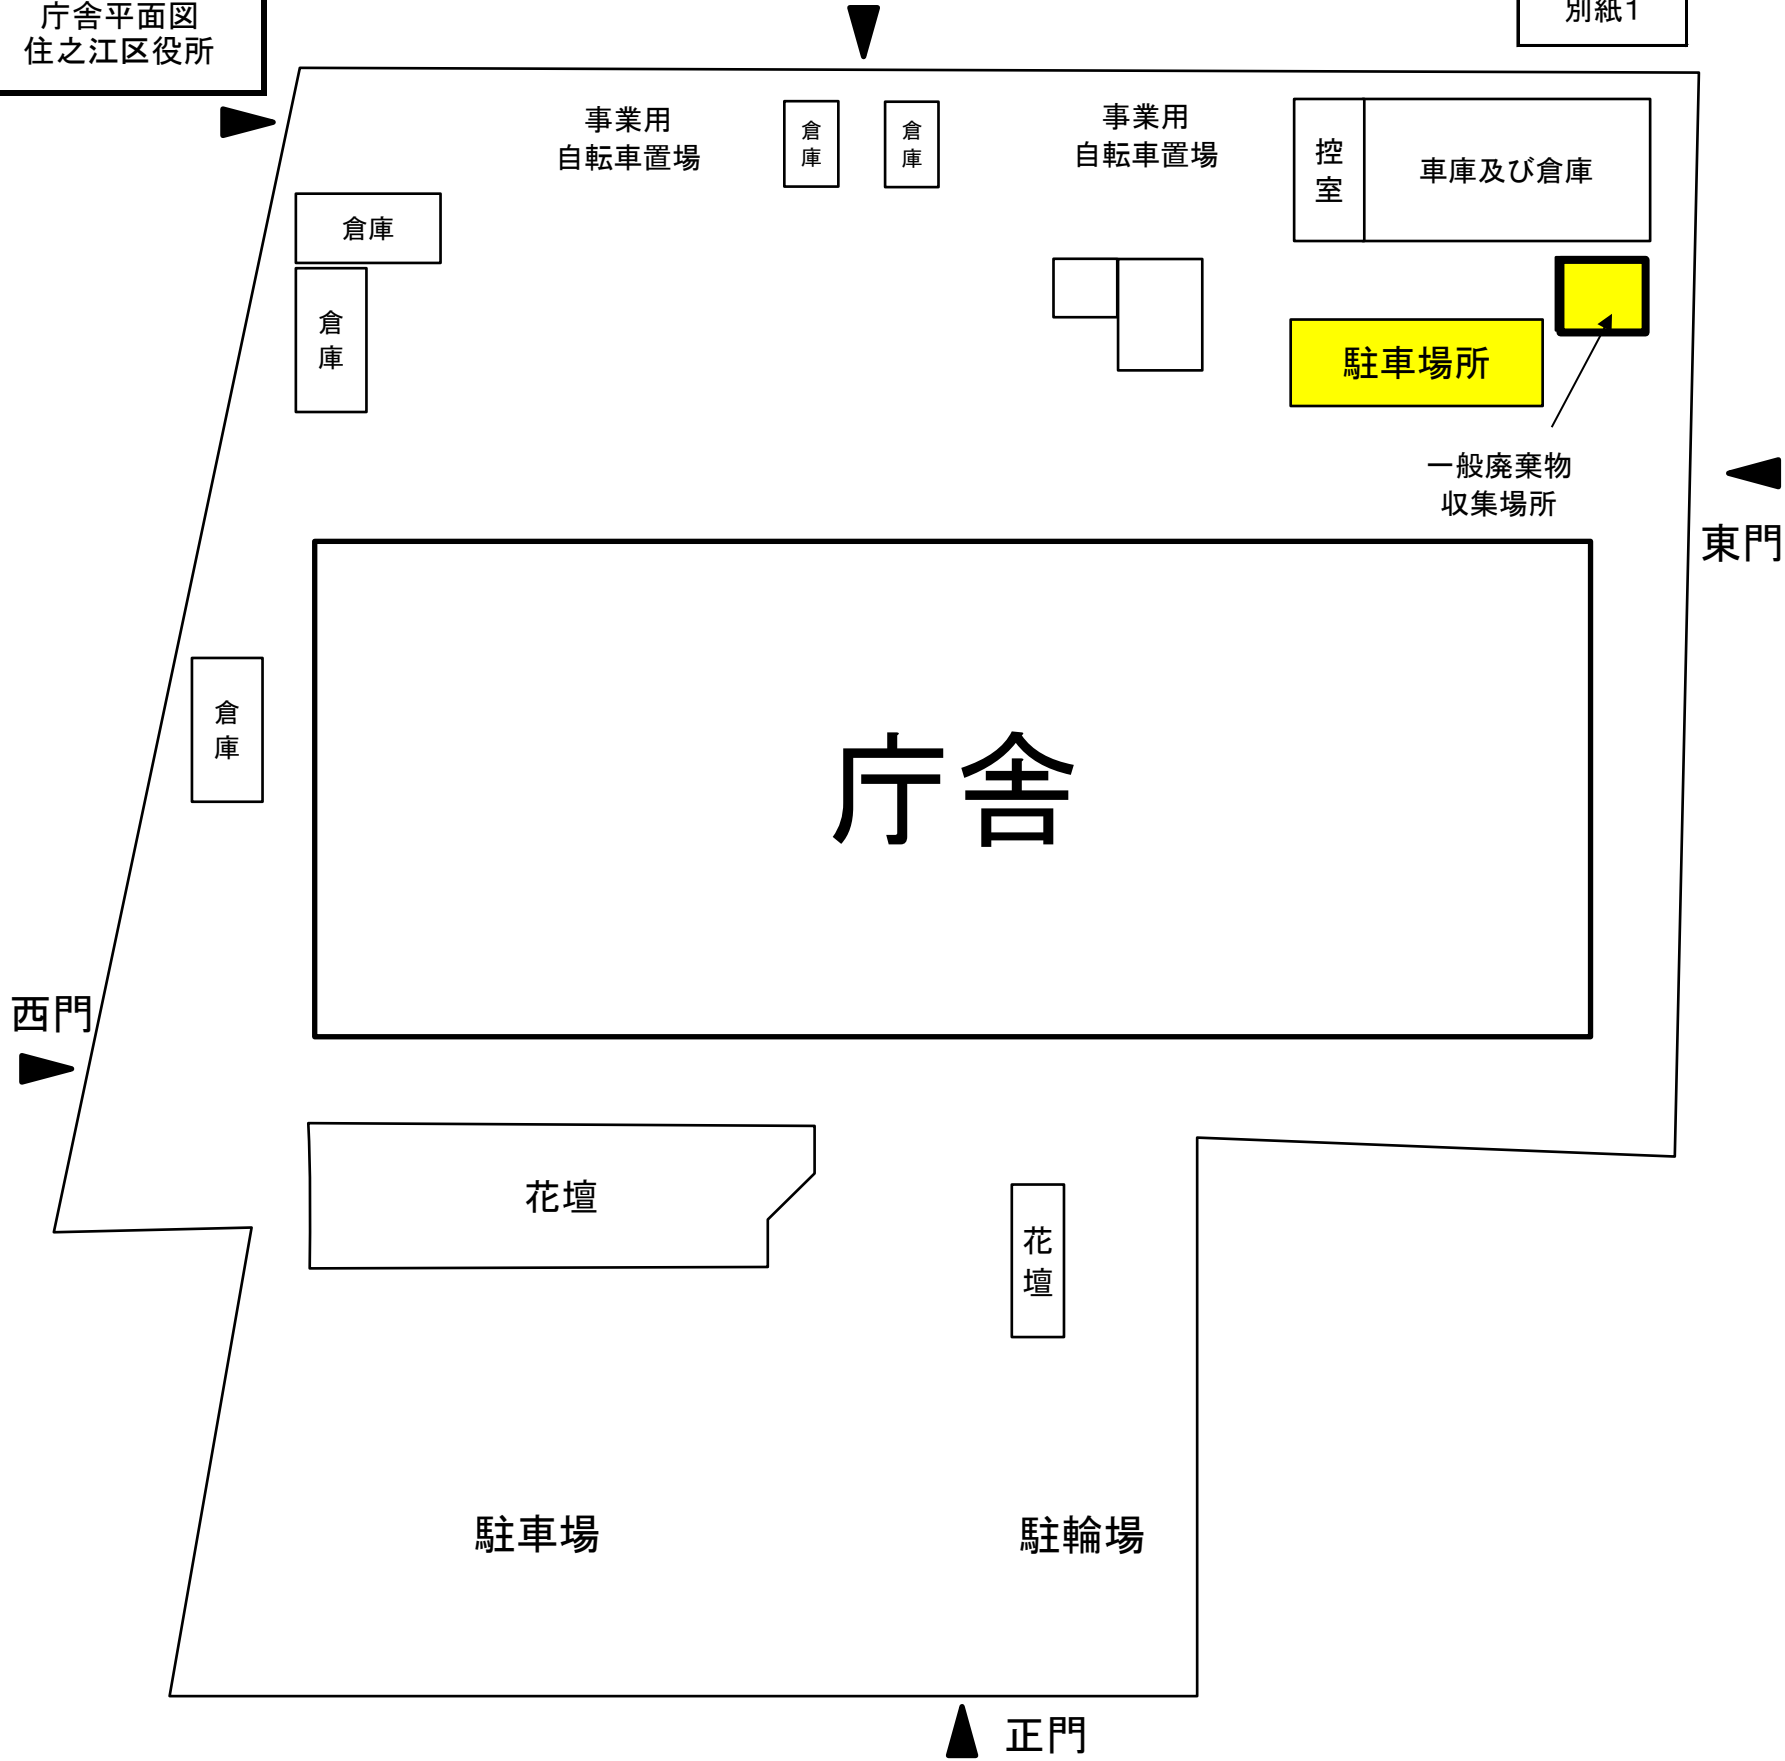 庁舎平面図
住之江区役所
別紙1
事業用
自転車置場
倉庫
倉庫
事業用
自転車置場
控室
車庫及び倉庫
倉庫
倉庫
駐車場所
一般廃棄物
収集場所
東門
倉庫
庁舎
西門
花壇
花壇
駐車場
駐輪場
正門